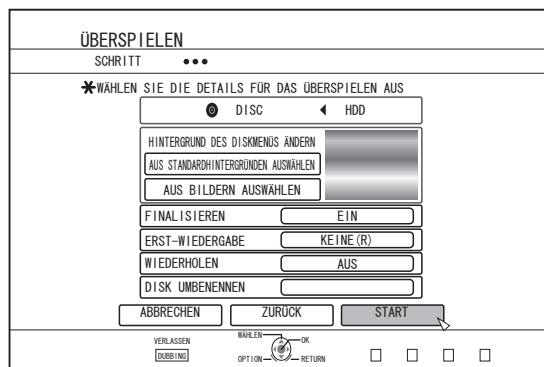 ÜBERSPIELEN
SCHRITT
WÄHLEN SIE DIE DETAILS FÜR DAS ÜBERSPIELEN AUS
DISC HDD
HINTERGRUND DES DISKMENÜS ÄNDERN
AUS STANDARDHINTERGRÜNDEN AUSWÄHLEN
AUS BILDERN AUSWÄHLEN
FINALISIEREN EIN
ERST-WIEDERGABE KEINE(R)
WIEDERHOLEN AUS
DISK UMBENENNEN
ABBRECHEN ZURÜCK START
VERLASSEN
DUBBING
WÄHLEN OK
OPTION RETURN